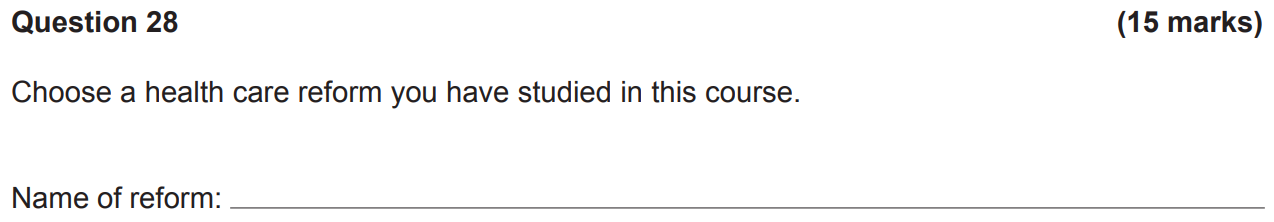 Question 28 (15 marks)
Choose a health care reform you have studied in this course.
Name of reform: